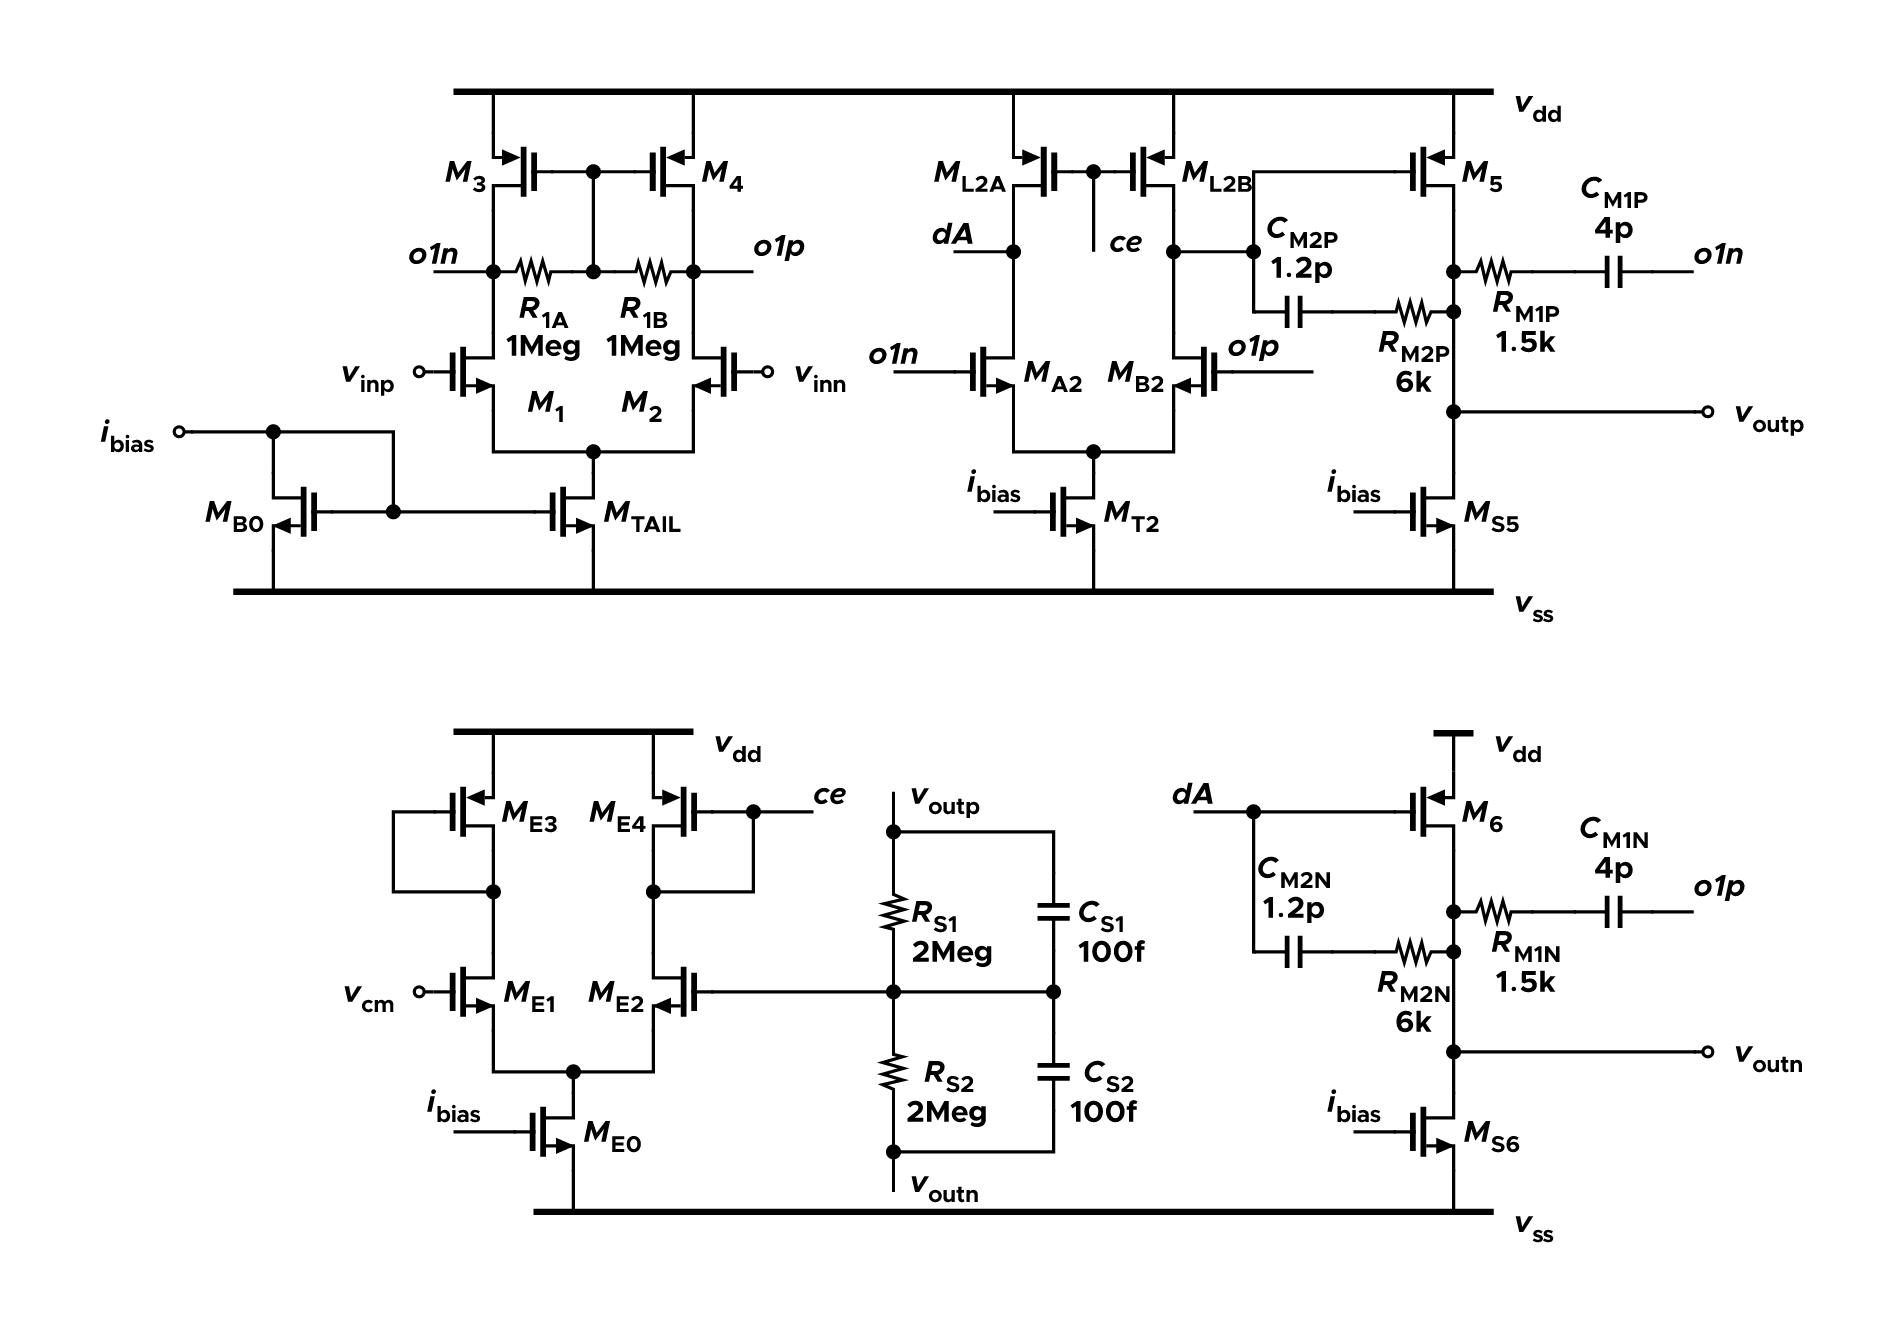 vdd
M3
M4
ML2A
ML2B
M5
CM1P
4p
o1n
o1p
dA
ce
CM2P
1.2p
o1n
R1A
1Meg
R1B
1Meg
RM1P
1.5k
RM2P
6k
vinp
M1
M2
vinn
o1n
MA2
MB2
o1p
voutp
ibias
MB0
MTAIL
ibias
MT2
ibias
MS5
vss
vdd
vdd
ME3
ME4
ce
voutp
dA
M6
CM1N
4p
o1p
CM2N
1.2p
RS1
2Meg
CS1
100f
RM1N
1.5k
RM2N
6k
vcm
ME1
ME2
RS2
2Meg
CS2
100f
voutn
ibias
ME0
voutn
ibias
MS6
vss